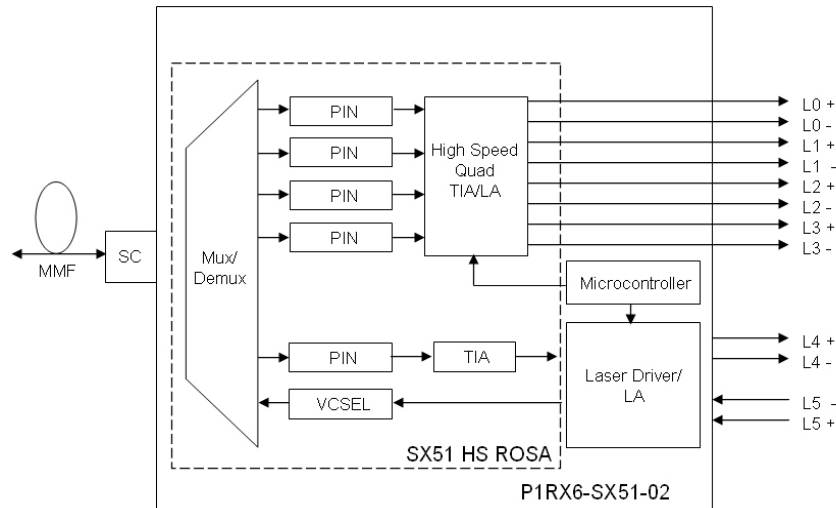 PIN
PIN
PIN
PIN
High Speed
Quad
TIA/LA
L0 +
L0 -
L1 +
L1 -
L2 +
L2 -
L3 +
L3 -
MMF
SC
Mux/
Demux
Microcontroller
PIN
TIA
VCSEL
Laser Driver/
LA
L4 +
L4 -
L5 -
L5 +
SX51 HS ROSA
P1RX6-SX51-02